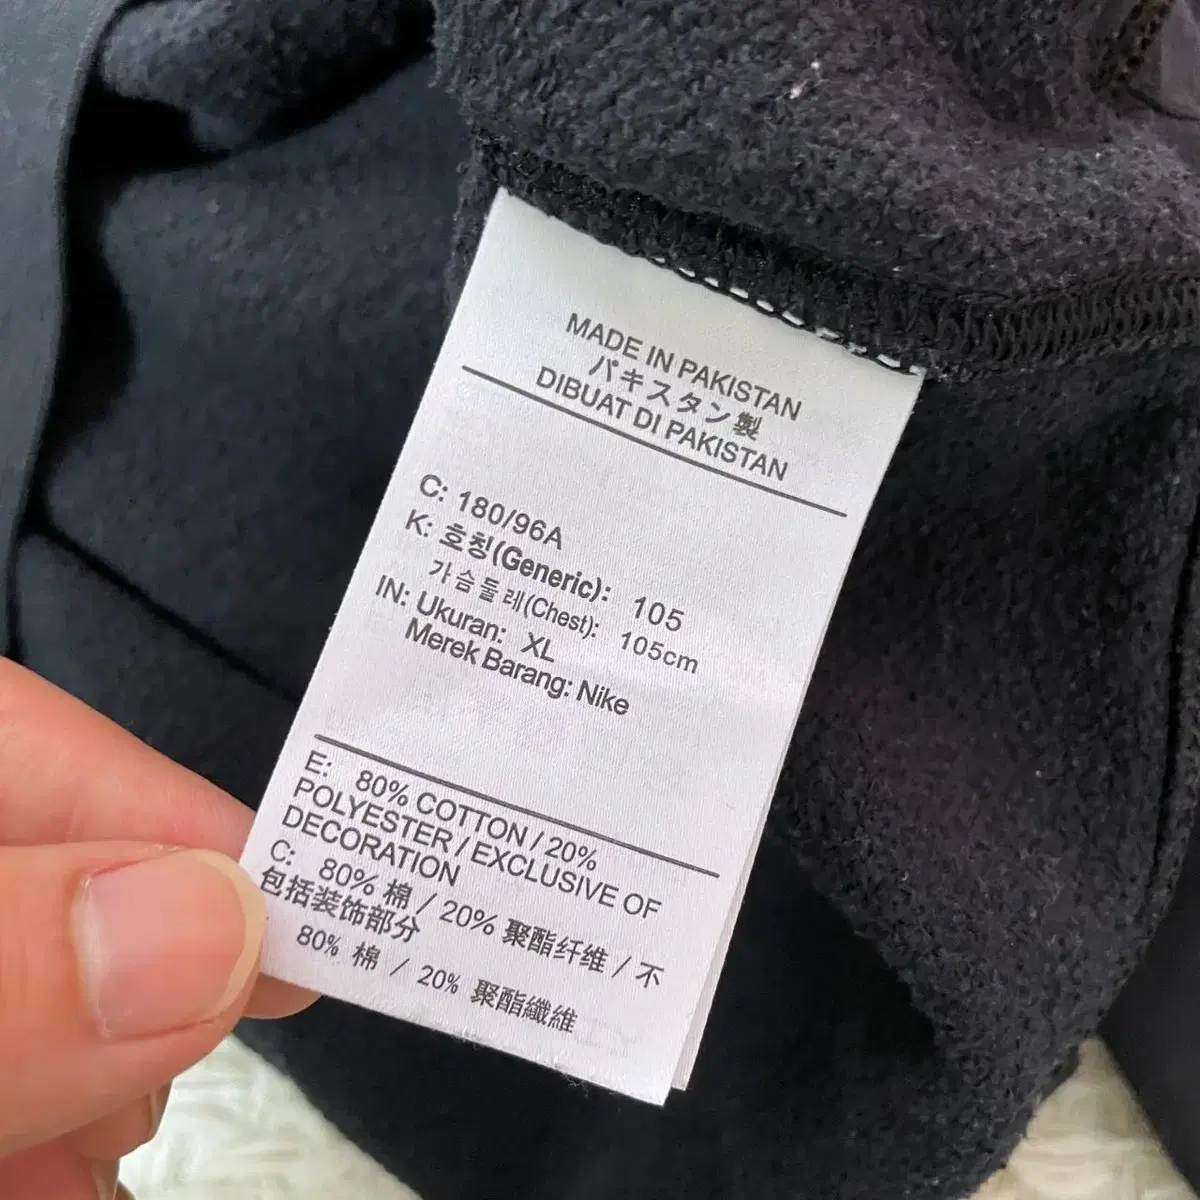 MADE IN PAKISTAN
パキスタン製
DIBUAT DI PAKISTAN
C: 180/96A
K: 호칭(Generic): 105
가슴둘레(Chest): 105cm
IN: Ukuran: XL
Merek Barang: Nike
E: 80% COTTON / 20%
POLYESTER / EXCLUSIVE OF
DECORATION
C: 80% 棉 / 20% 聚酯纤维 / 不
包括装饰部分
80% 棉 / 20% 聚酯纖維